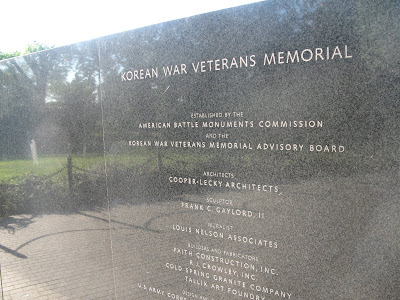 KOREAN WAR VETERANS MEMORIAL
ESTABLISHED BY THE
AMERICAN BATTLE MONUMENTS COMMISSION
AND THE
KOREAN WAR VETERANS MEMORIAL ADVISORY BOARD
ARCHITECTS
COOPER·LECKY ARCHITECTS
SCULPTOR
FRANK C. GAYLORD, II
MURALIST
LOUIS NELSON ASSOCIATES
BUILDERS AND FABRICATORS
FAITH CONSTRUCTION, INC.
R.J. CROWLEY, INC.
COLD SPRING GRANITE COMPANY
TALLIX ART FOUNDRY
U.S. ARMY CORPS